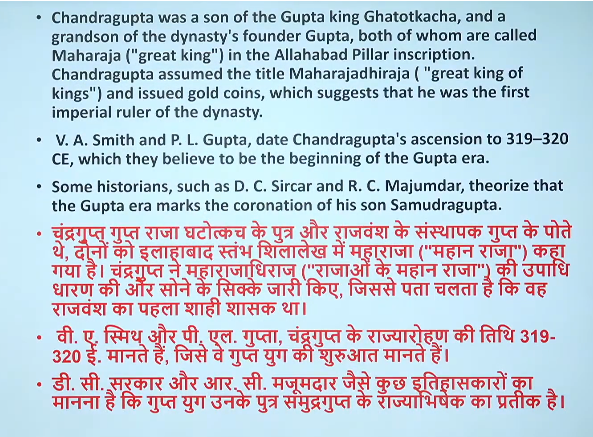 • Chandragupta was a son of the Gupta king Ghatotkacha, and a
grandson of the dynasty's founder Gupta, both of whom are called
Maharaja ("great king") in the Allahabad Pillar inscription.
Chandragupta assumed the title Maharajadhiraja ( "great king of
kings") and issued gold coins, which suggests that he was the first
imperial ruler of the dynasty.
• V. A. Smith and P. L. Gupta, date Chandragupta's ascension to 319–320
CE, which they believe to be the beginning of the Gupta era.
• Some historians, such as D. C. Sircar and R. C. Majumdar, theorize that
the Gupta era marks the coronation of his son Samudragupta.
• चंद्रगुप्त गुप्त राजा घटोत्कच के पुत्र और राजवंश के संस्थापक गुप्त के पोते
थे, दोनों को इलाहाबाद स्तंभ शिलालेख में महाराजा ("महान राजा") कहा
गया है। चंद्रगुप्त ने महाराजाधिराज ("राजाओं के महान राजा") की उपाधि
धारण की और सोने के सिक्के जारी किए, जिससे पता चलता है कि वह
राजवंश का पहला शाही शासक था।
• वी. ए. स्मिथ और पी. एल. गुप्ता, चंद्रगुप्त के राज्यारोहण की तिथि 319-
320 ई. मानते हैं, जिसे वे गुप्त युग की शुरुआत मानते हैं।
• डी. सी. सरकार और आर. सी. मजूमदार जैसे कुछ इतिहासकारों का
मानना है कि गुप्त युग उनके पुत्र समुद्रगुप्त के राज्याभिषेक का प्रतीक है।